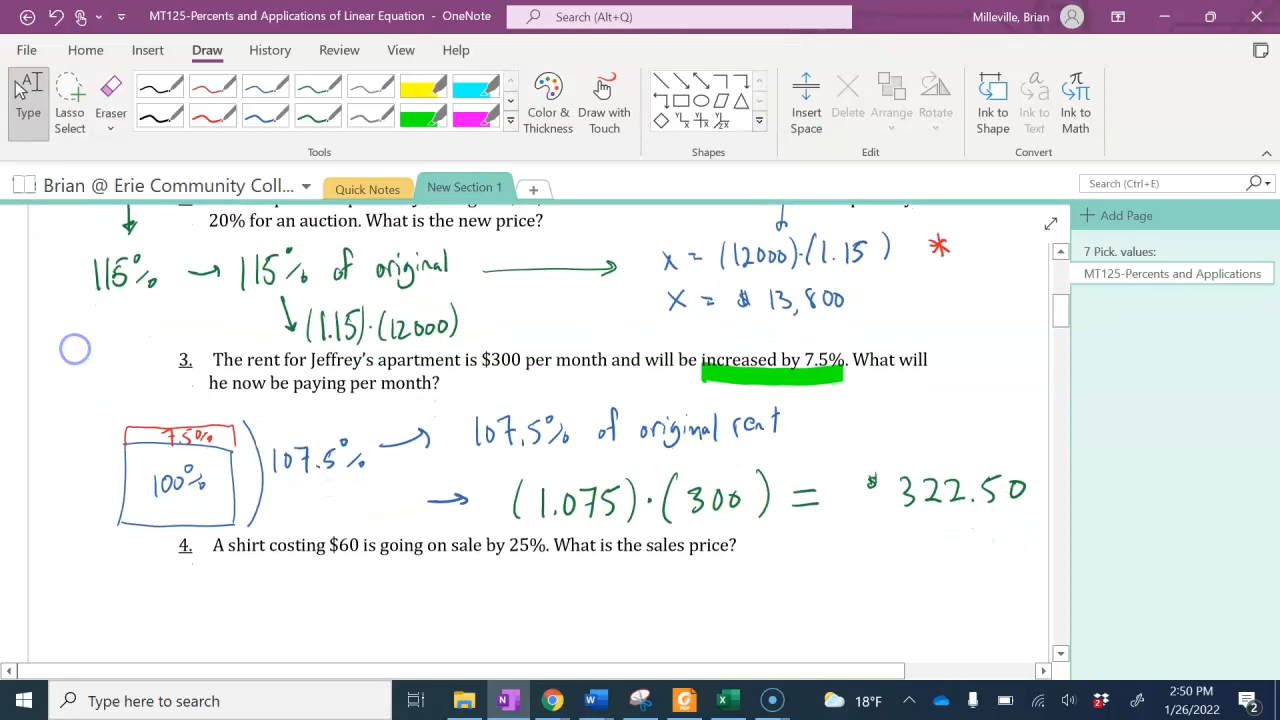 MT125-Percents and Applications of Linear Equation - OneNote
Search (Alt+Q)
Milleville, Brian
File Home Insert Draw History Review View Help
Type
Lasso Select
Eraser
Color & Thickness
Draw with Touch
Insert Space
Delete
Arrange
Rotate
Ink to Shape
Ink to Text
Ink to Math
Tools Shapes Edit Convert
Brian @ Erie Community Coll...
Quick Notes
New Section 1
Search (Ctrl+E)
Add Page
7 Pick. values:
MT125-Percents and Applications
20% for an auction. What is the new price?
115% → 115% of original → x = (12000)·(1.15) *
(1.15)·(12000)
x = $ 13,800
3. The rent for Jeffrey's apartment is $300 per month and will be increased by 7.5%. What will
he now be paying per month?
7.5%
100%
107.5% → 107.5% of original rent
→ (1.075)·(300) = $ 322.50
4. A shirt costing $60 is going on sale by 25%. What is the sales price?
Type here to search
18°F
2:50 PM
1/26/2022
2